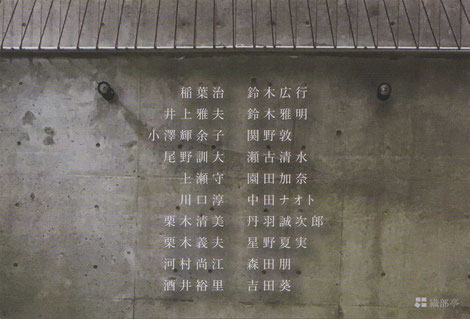 稲葉治 鈴木広行
井上雅夫 鈴木雅明
小澤輝余子 関野敦
尾野訓大 瀬古清水
上瀬守 園田加奈
川口淳 中田ナオト
栗木清美 丹羽誠次郎
栗木義夫 星野夏実
河村尚江 森田朋
酒井裕里 吉田葵
織部亭